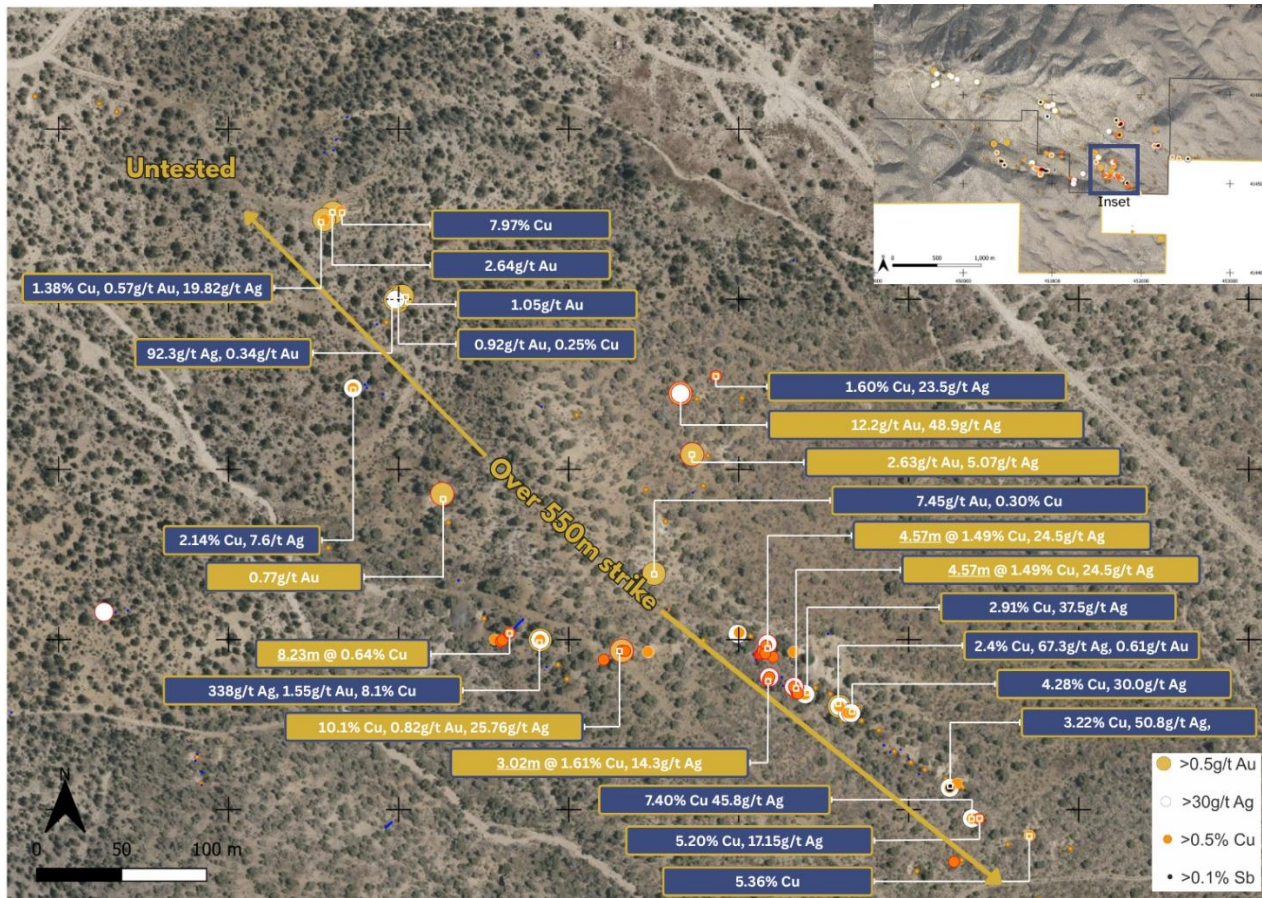 Untested
7.97% Cu
2.64g/t Au
1.38% Cu, 0.57g/t Au, 19.82g/t Ag
1.05g/t Au
92.3g/t Ag, 0.34g/t Au
0.92g/t Au, 0.25% Cu
1.60% Cu, 23.5g/t Ag
12.2g/t Au, 48.9g/t Ag
2.63g/t Au, 5.07g/t Ag
Over 550m strike
7.45g/t Au, 0.30% Cu
2.14% Cu, 7.6/t Ag
4.57m @ 1.49% Cu, 24.5g/t Ag
0.77g/t Au
4.57m @ 1.49% Cu, 24.5g/t Ag
2.91% Cu, 37.5g/t Ag
8.23m @ 0.64% Cu
2.4% Cu, 67.3g/t Ag, 0.61g/t Au
338g/t Ag, 1.55g/t Au, 8.1% Cu
4.28% Cu, 30.0g/t Ag
10.1% Cu, 0.82g/t Au, 25.76g/t Ag
3.22% Cu, 50.8g/t Ag,
3.02m @ 1.61% Cu, 14.3g/t Ag
7.40% Cu 45.8g/t Ag
5.20% Cu, 17.15g/t Ag
5.36% Cu
Inset
N
0 500 1,000 m
N
0 50 100 m
>0.5g/t Au
>30g/t Ag
>0.5% Cu
>0.1% Sb